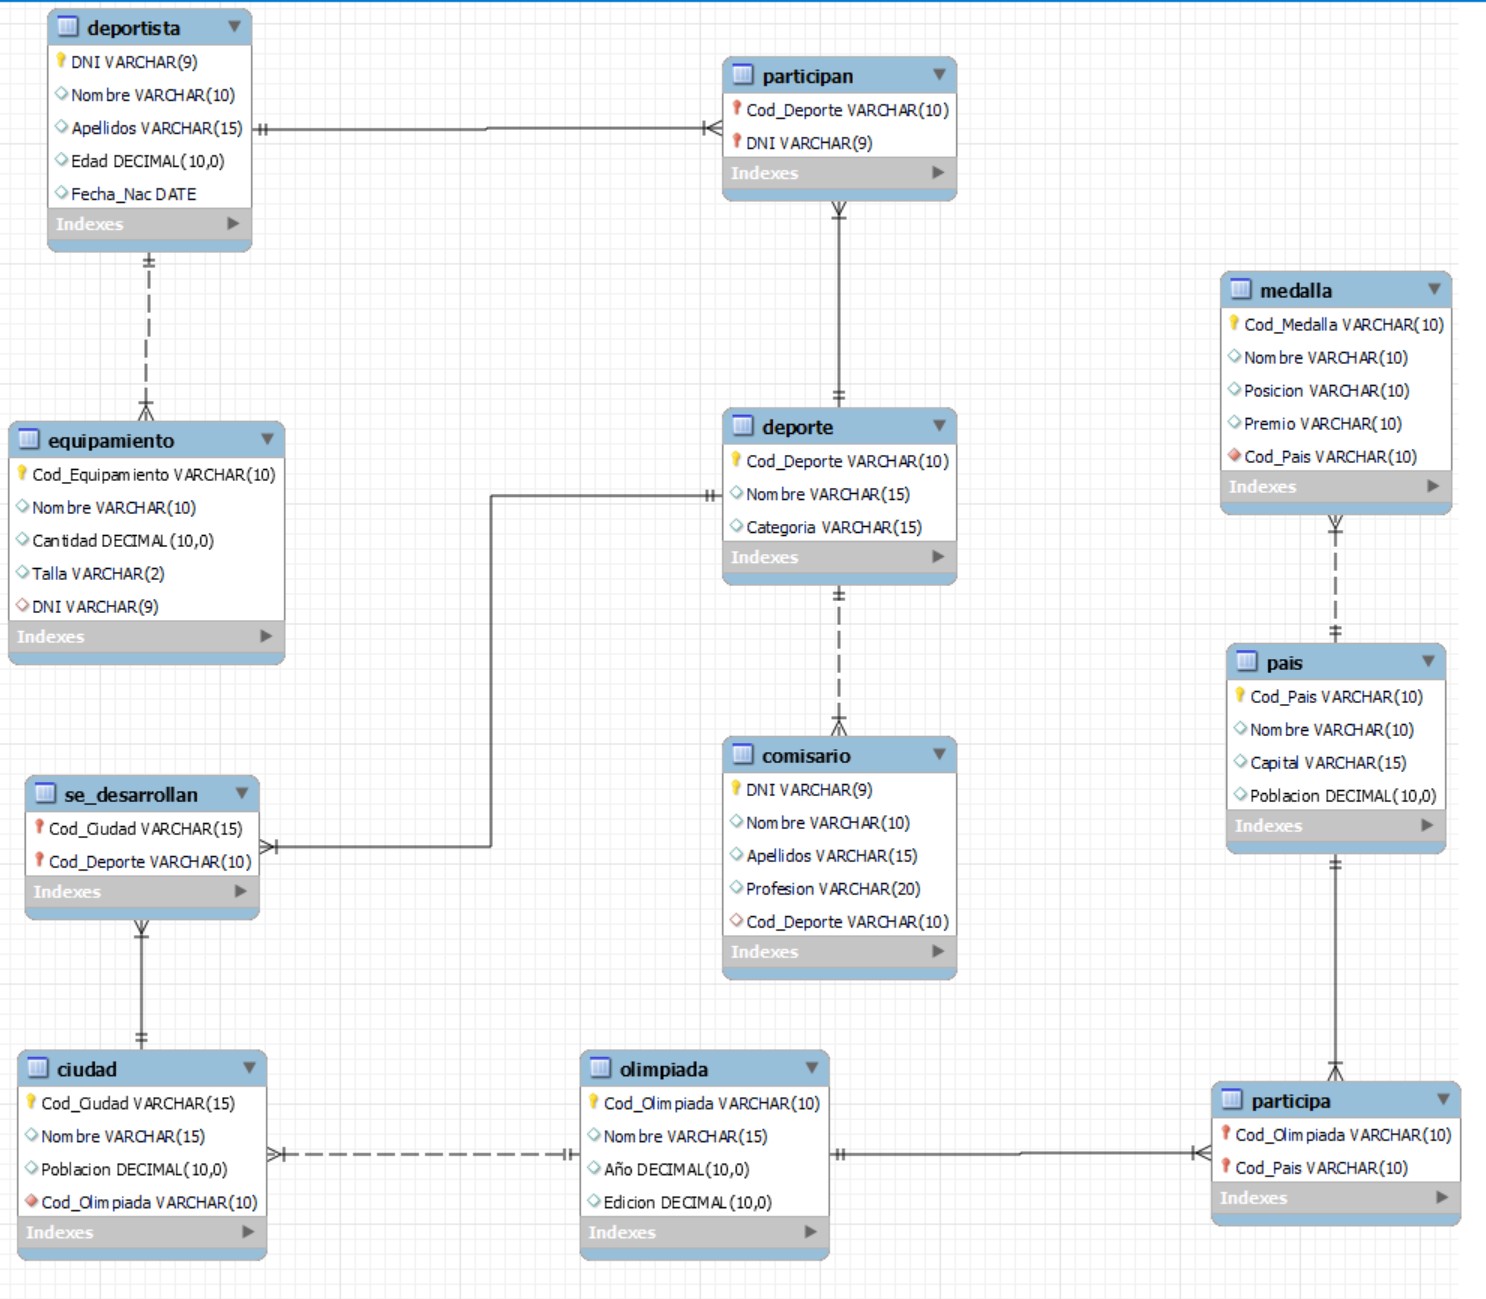 deportista
DNI VARCHAR(9)
Nombre VARCHAR(10)
Apellidos VARCHAR(15)
Edad DECIMAL(10,0)
Fecha_Nac DATE
Indexes
participan
Cod_Deporte VARCHAR(10)
DNI VARCHAR(9)
Indexes
medalla
Cod_Medalla VARCHAR(10)
Nombre VARCHAR(10)
Posicion VARCHAR(10)
Premio VARCHAR(10)
Cod_Pais VARCHAR(10)
Indexes
equipamiento
Cod_Equipamiento VARCHAR(10)
Nombre VARCHAR(10)
Cantidad DECIMAL(10,0)
Talla VARCHAR(2)
DNI VARCHAR(9)
Indexes
deporte
Cod_Deporte VARCHAR(10)
Nombre VARCHAR(15)
Categoria VARCHAR(15)
Indexes
pais
Cod_Pais VARCHAR(10)
Nombre VARCHAR(10)
Capital VARCHAR(15)
Poblacion DECIMAL(10,0)
Indexes
comisario
DNI VARCHAR(9)
Nombre VARCHAR(10)
Apellidos VARCHAR(15)
Profesion VARCHAR(20)
Cod_Deporte VARCHAR(10)
Indexes
se_desarrollan
Cod_Ciudad VARCHAR(15)
Cod_Deporte VARCHAR(10)
Indexes
ciudad
Cod_Ciudad VARCHAR(15)
Nombre VARCHAR(15)
Poblacion DECIMAL(10,0)
Cod_Olimpiada VARCHAR(10)
Indexes
olimpiada
Cod_Olimpiada VARCHAR(10)
Nombre VARCHAR(15)
Año DECIMAL(10,0)
Edicion DECIMAL(10,0)
Indexes
participa
Cod_Olimpiada VARCHAR(10)
Cod_Pais VARCHAR(10)
Indexes